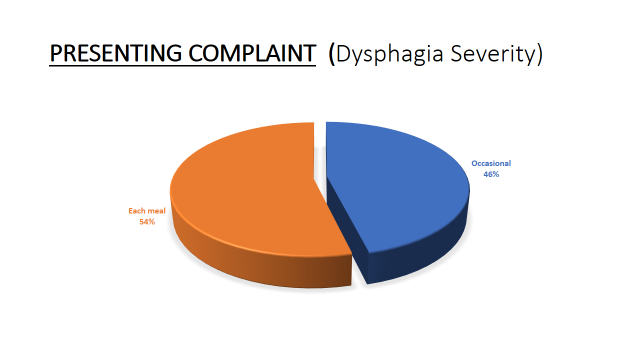 PRESENTING COMPLAINT (Dysphagia Severity)
Occasional
46%
Each meal
54%